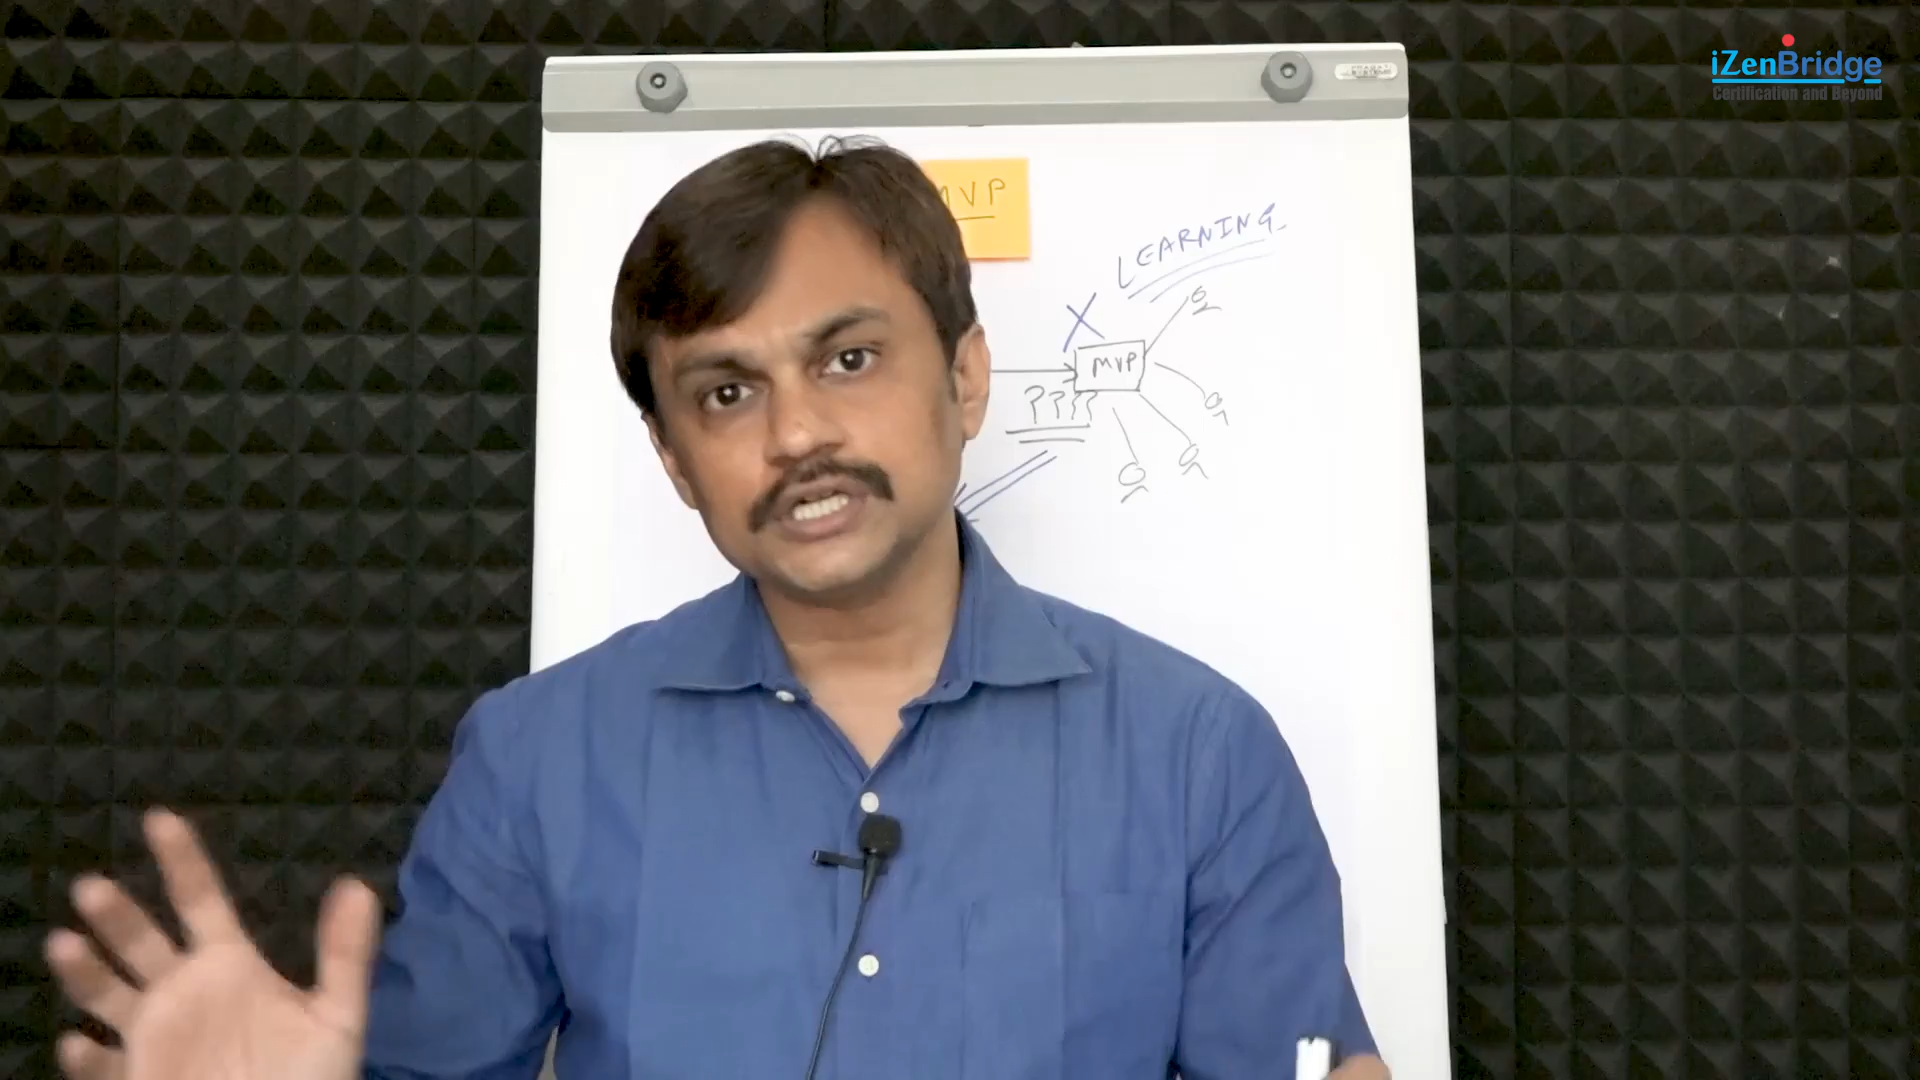 iZenBridge
Certification and Beyond
MVP
LEARNING
X
MVP
????